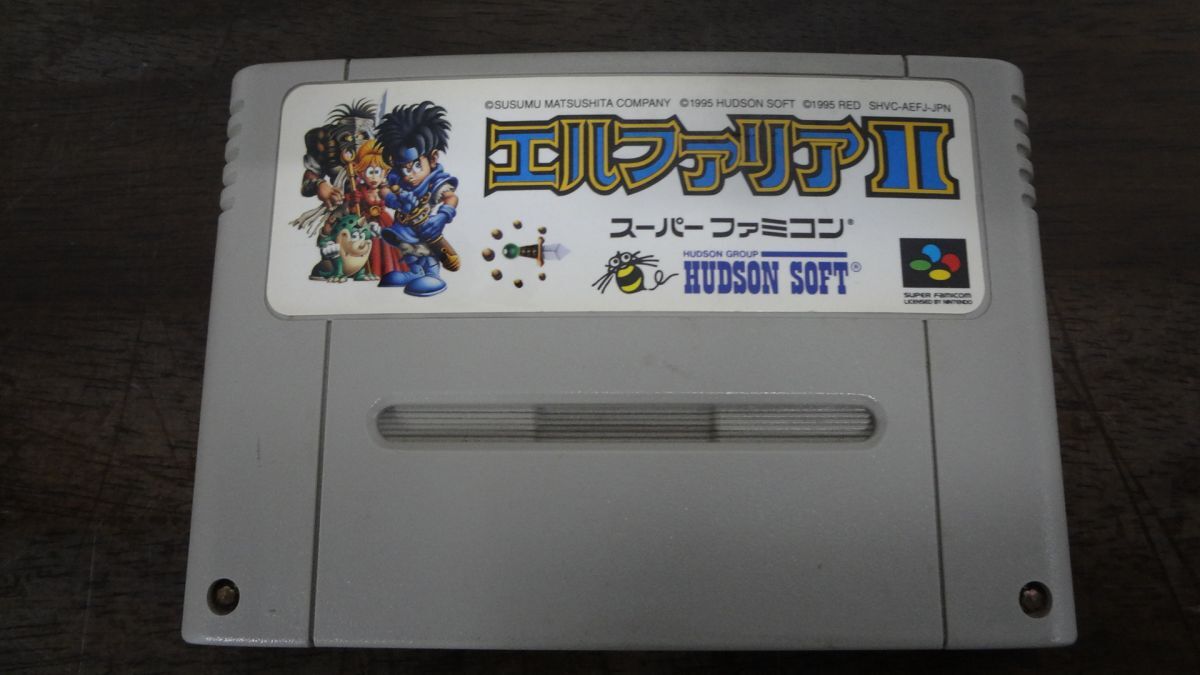 ©SUSUMU MATSUSHITA COMPANY ©1995 HUDSON SOFT ©1995 RED SHVC-AEFJ-JPN
エルファリアII
スーパーファミコン®
HUDSON GROUP
HUDSON SOFT®
SUPER FAMICOM
LICENSED BY NINTENDO